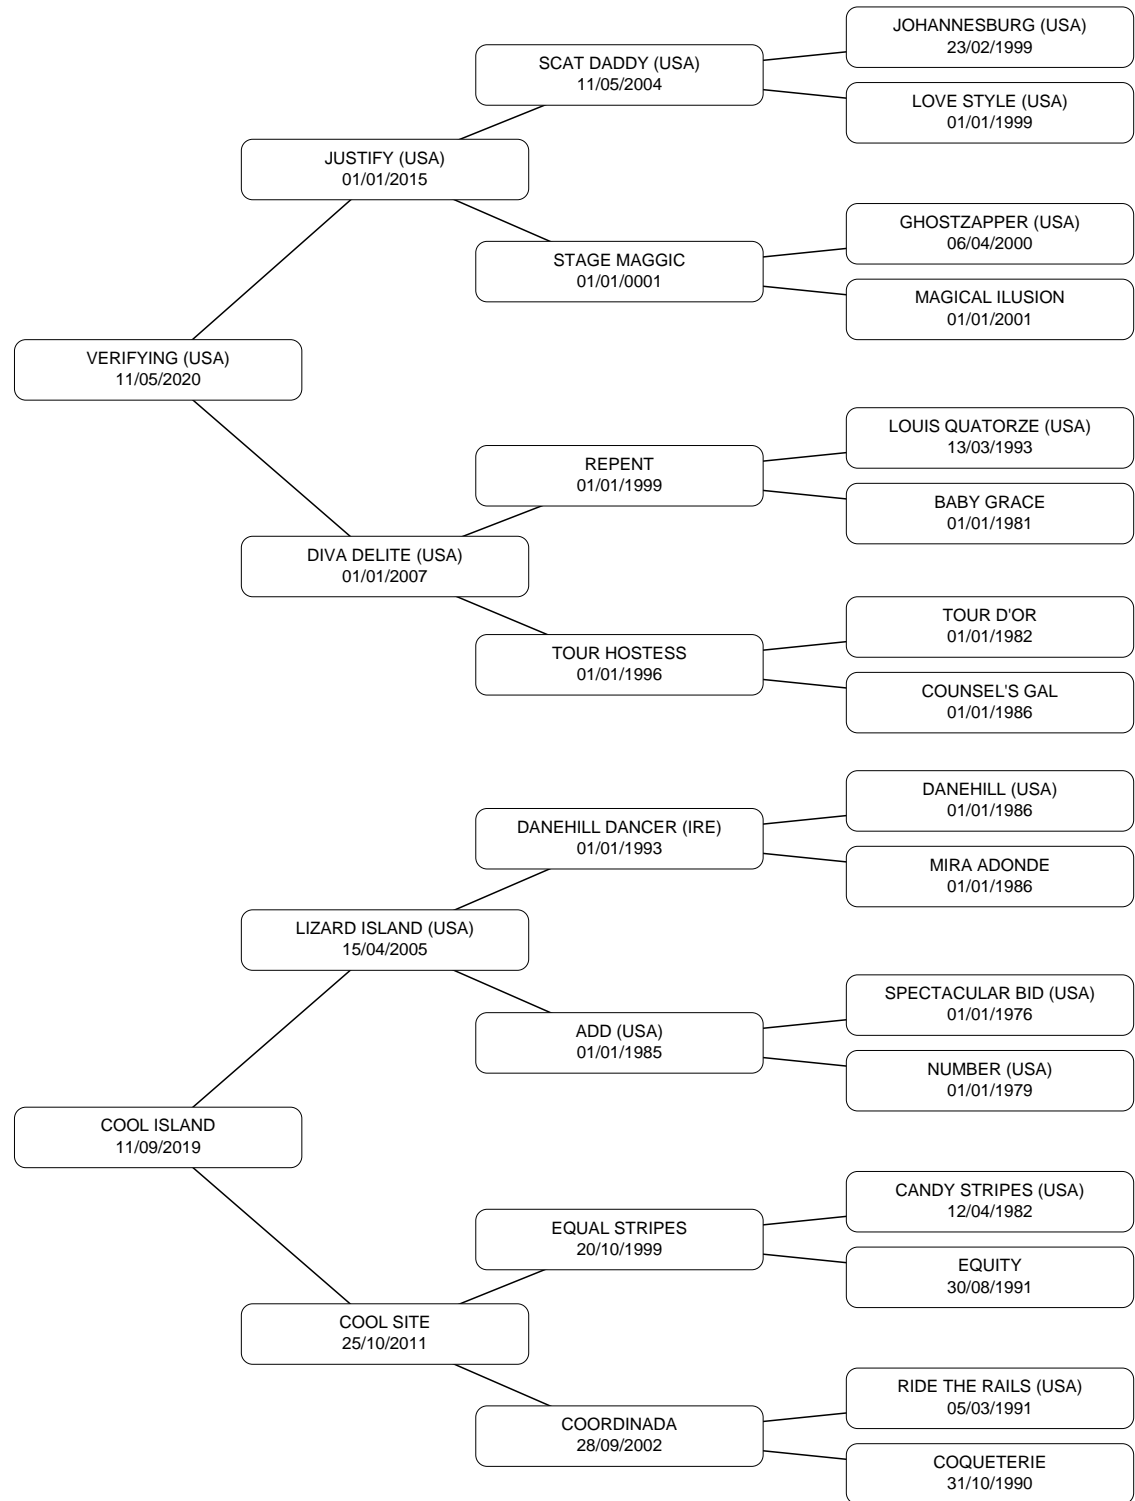 JOHANNESBURG (USA)
23/02/1999
SCAT DADDY (USA)
11/05/2004
LOVE STYLE (USA)
01/01/1999
JUSTIFY (USA)
01/01/2015
GHOSTZAPPER (USA)
06/04/2000
STAGE MAGGIC
01/01/0001
MAGICAL ILUSION
01/01/2001
VERIFYING (USA)
11/05/2020
LOUIS QUATORZE (USA)
13/03/1993
REPENT
01/01/1999
BABY GRACE
01/01/1981
DIVA DELITE (USA)
01/01/2007
TOUR D'OR
01/01/1982
TOUR HOSTESS
01/01/1996
COUNSEL'S GAL
01/01/1986
DANEHILL (USA)
01/01/1986
DANEHILL DANCER (IRE)
01/01/1993
MIRA ADONDE
01/01/1986
LIZARD ISLAND (USA)
15/04/2005
SPECTACULAR BID (USA)
01/01/1976
ADD (USA)
01/01/1985
NUMBER (USA)
01/01/1979
COOL ISLAND
11/09/2019
CANDY STRIPES (USA)
12/04/1982
EQUAL STRIPES
20/10/1999
EQUITY
30/08/1991
COOL SITE
25/10/2011
RIDE THE RAILS (USA)
05/03/1991
COORDINADA
28/09/2002
COQUETERIE
31/10/1990